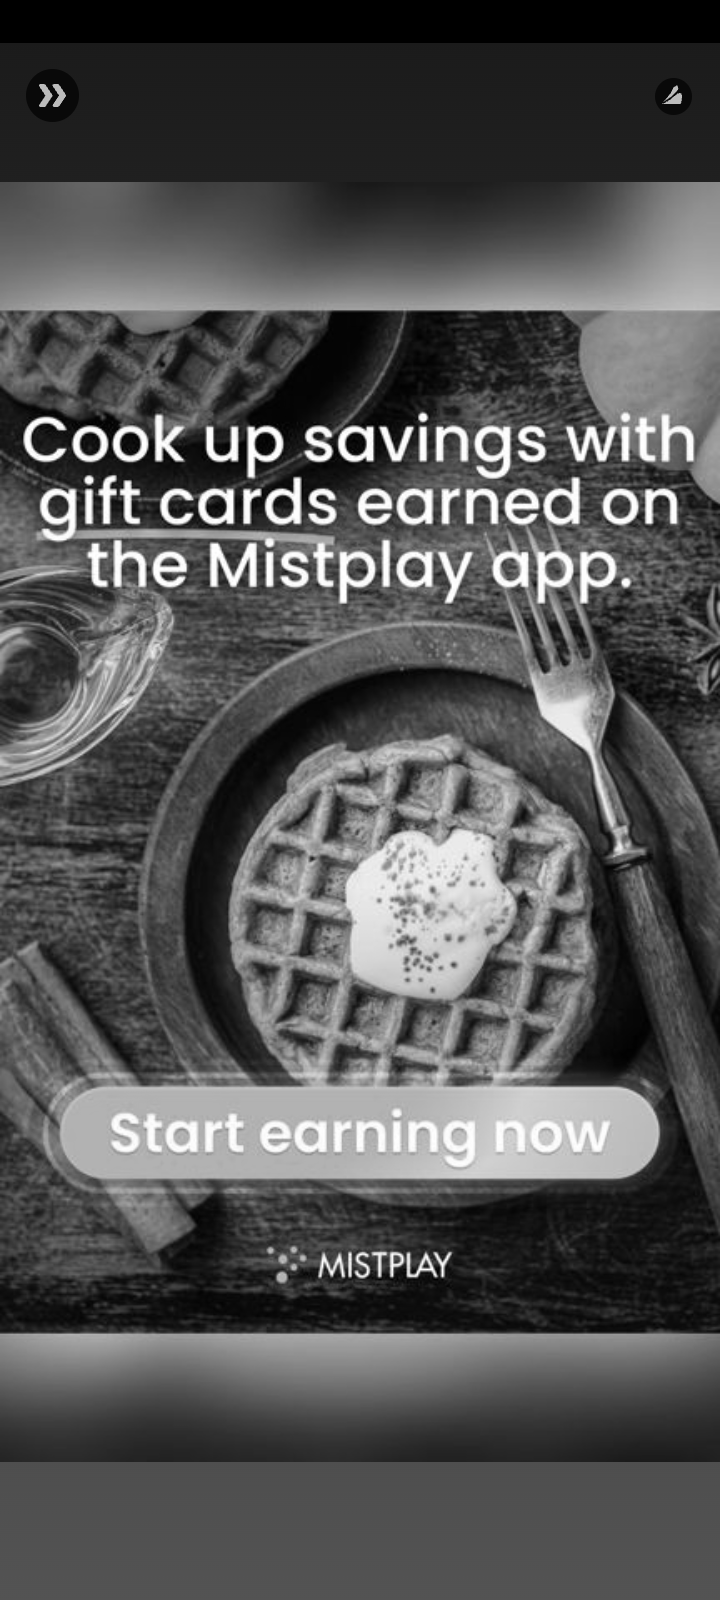 Cook up savings with
gift cards earned on
the Mistplay app.
Start earning now
MISTPLAY